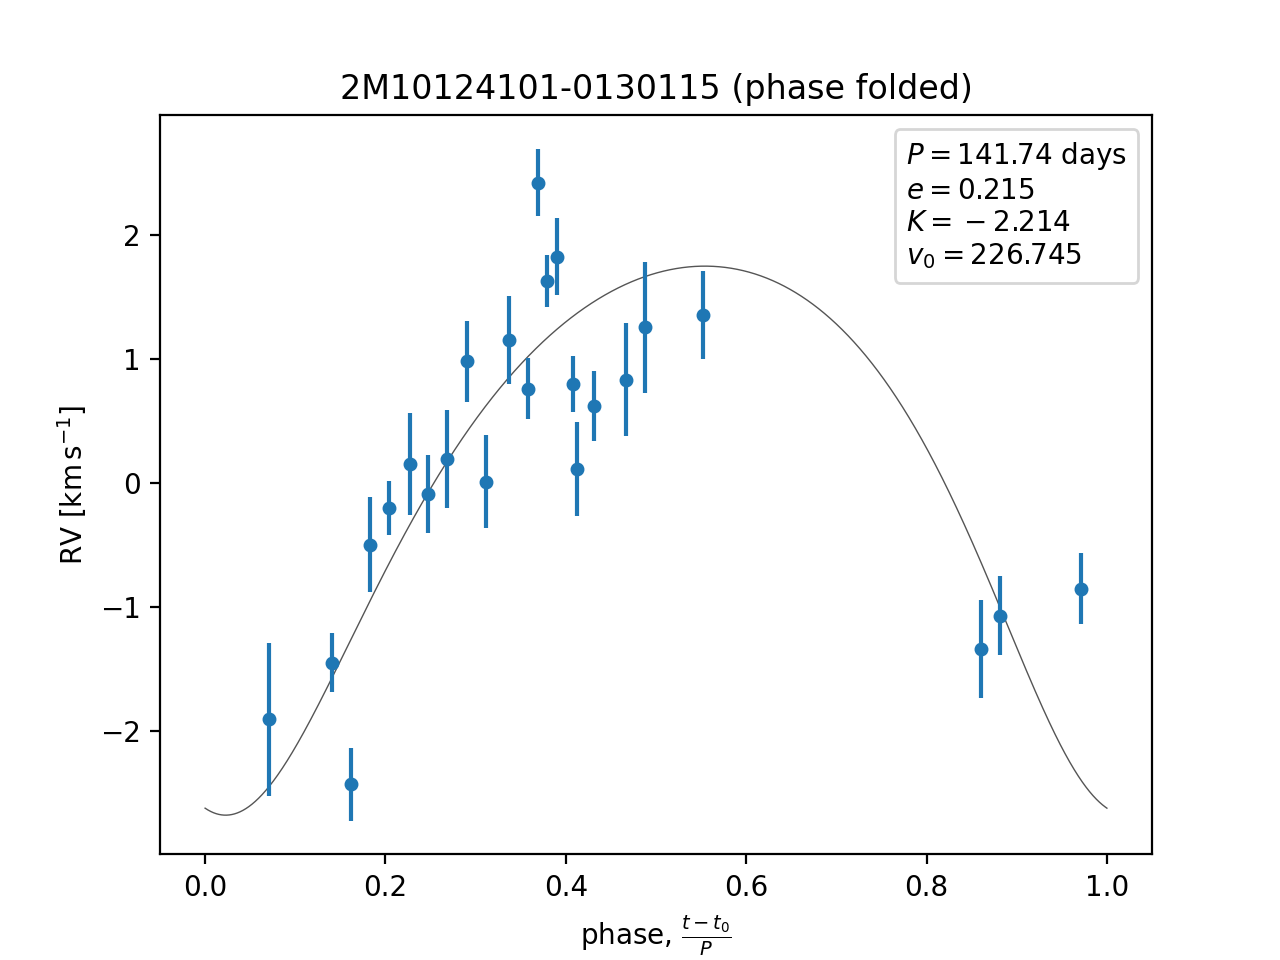 2M10124101-0130115 (phase folded)
P = 141.74 days
e = 0.215
K = −2.214
v₀ = 226.745
RV [km s⁻¹]
2
1
0
−1
−2
0.0 0.2 0.4 0.6 0.8 1.0
phase, (t − t₀)/P